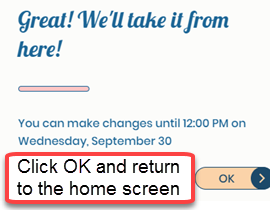 Great! We'll take it from
here!
You can make changes until 12:00 PM on
Wednesday, September 30
Click OK and return
to the home screen
OK